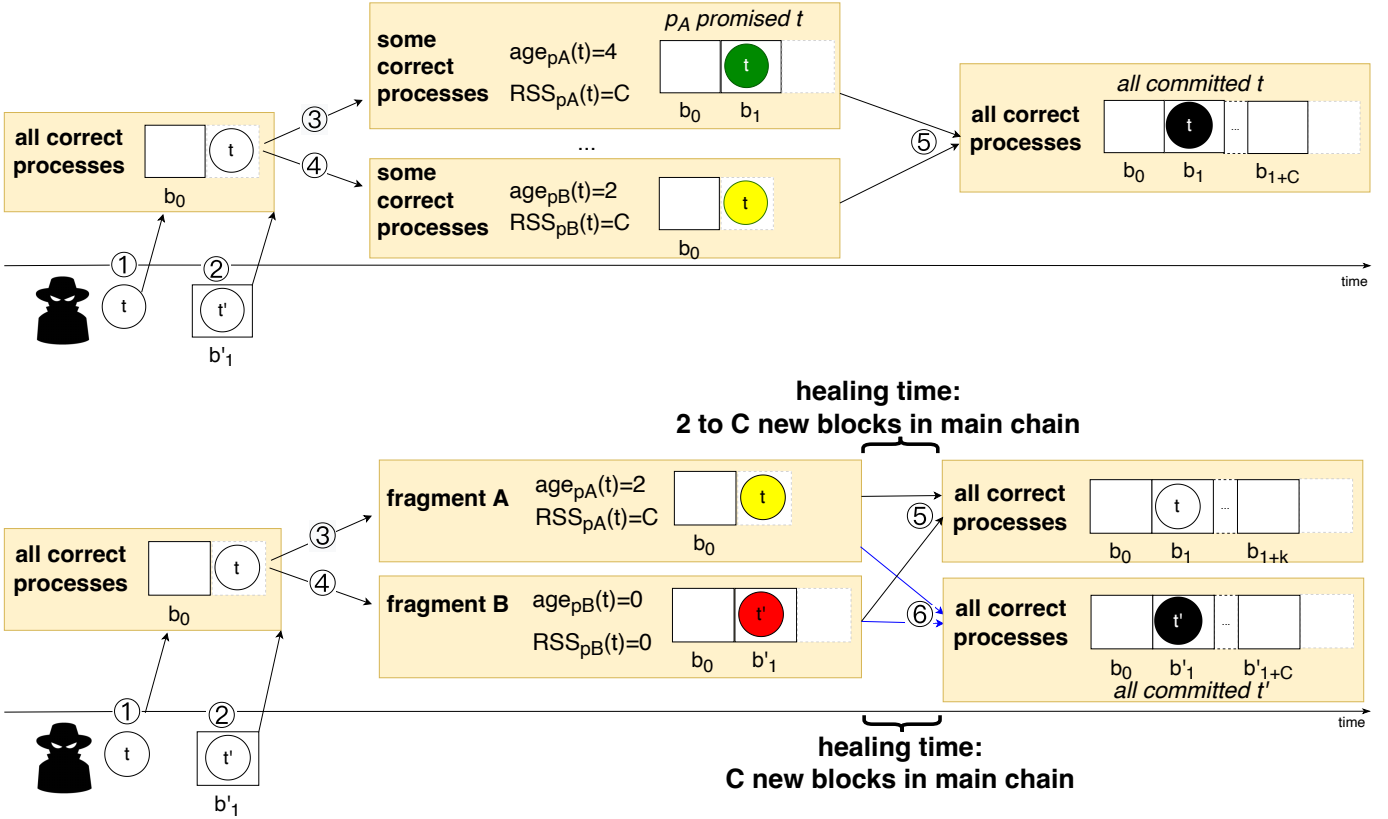 p_A promised t
some
correct
processes
age_pA(t)=4
RSS_pA(t)=C
t
b_0
b_1
all correct
processes
t
b_0
③
④
...
some
correct
processes
age_pB(t)=2
RSS_pB(t)=C
t
b_0
⑤
all committed t
all correct
processes
t
...
b_0
b_1
b_1+C
①
②
time
t
t'
b'_1
healing time:
2 to C new blocks in main chain
fragment A
age_pA(t)=2
RSS_pA(t)=C
t
b_0
all correct
processes
t
b_0
③
④
fragment B
age_pB(t)=0
RSS_pB(t)=0
t'
b_0
b'_1
⑤
⑥
all correct
processes
t
...
b_0
b_1
b_1+k
all correct
processes
t'
...
b_0
b'_1
b'_1+C
all committed t'
①
②
time
t
t'
b'_1
healing time:
C new blocks in main chain